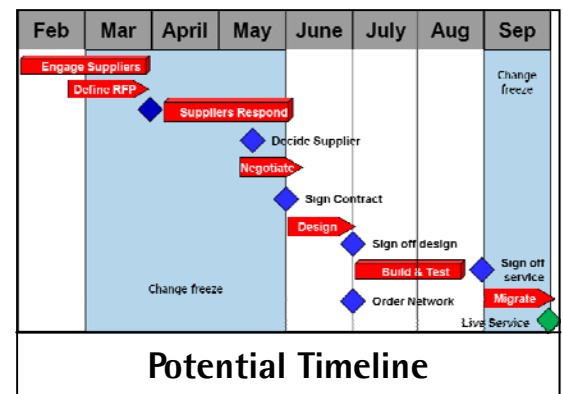 Feb Mar April May June July Aug Sep
Engage Suppliers
Change
freeze
Define RFP
Suppliers Respond
Decide Supplier
Negotiate
Sign Contract
Design
Sign off design
Build & Test
Sign off
service
Change freeze
Order Network
Migrate
Live Service
Potential Timeline